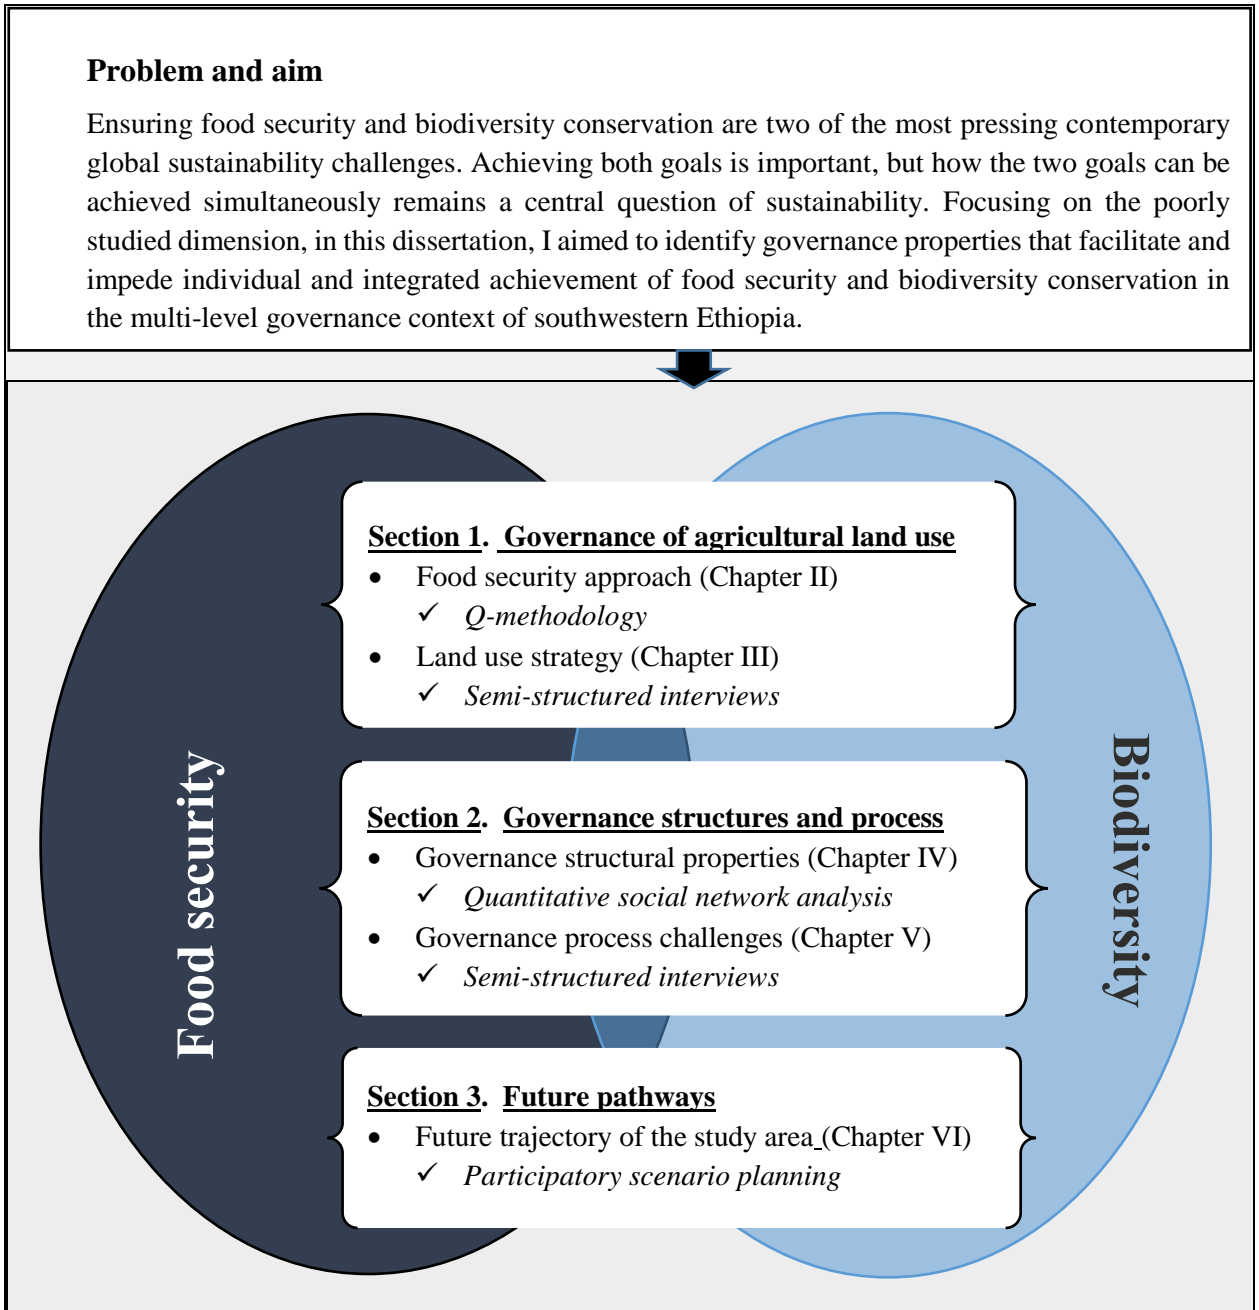 Problem and aim
Ensuring food security and biodiversity conservation are two of the most pressing contemporary
global sustainability challenges. Achieving both goals is important, but how the two goals can be
achieved simultaneously remains a central question of sustainability. Focusing on the poorly
studied dimension, in this dissertation, I aimed to identify governance properties that facilitate and
impede individual and integrated achievement of food security and biodiversity conservation in
the multi-level governance context of southwestern Ethiopia.
Food security
Section 1. Governance of agricultural land use
• Food security approach (Chapter II)
✓ Q-methodology
• Land use strategy (Chapter III)
✓ Semi-structured interviews
Section 2. Governance structures and process
• Governance structural properties (Chapter IV)
✓ Quantitative social network analysis
• Governance process challenges (Chapter V)
✓ Semi-structured interviews
Section 3. Future pathways
• Future trajectory of the study area (Chapter VI)
✓ Participatory scenario planning
Biodiversity